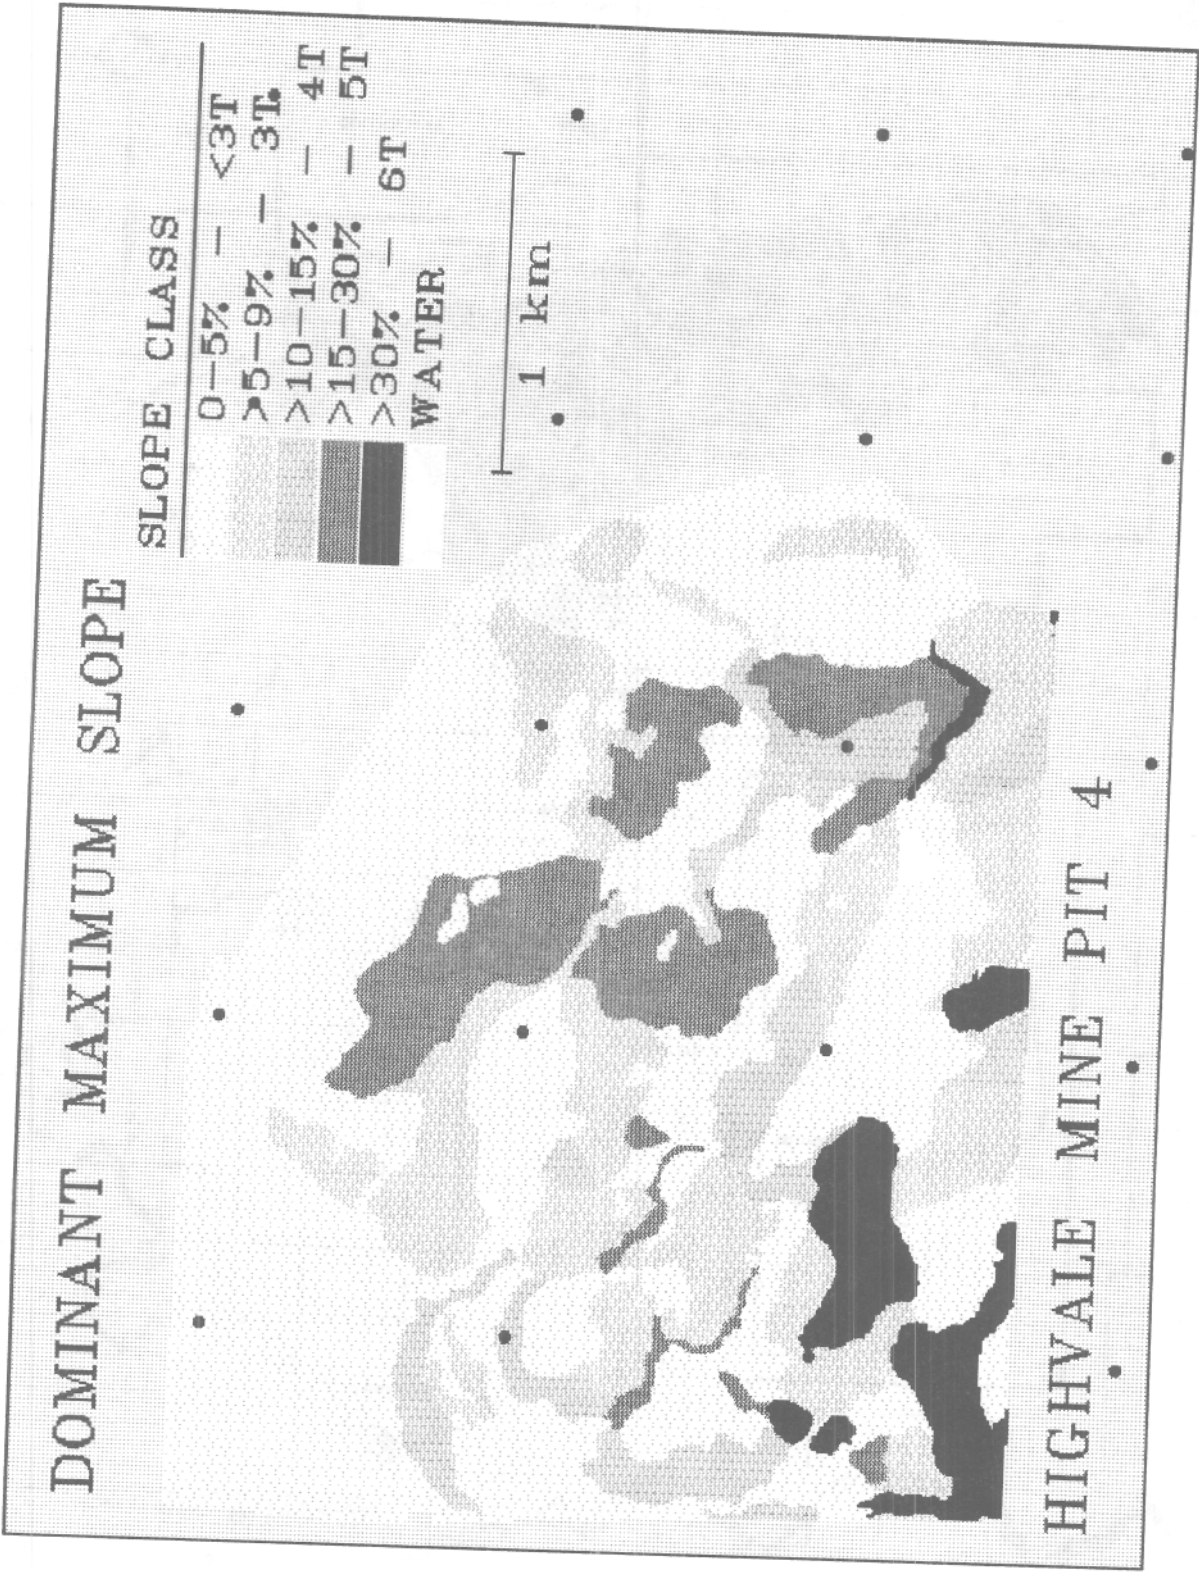 DOMINANT MAXIMUM SLOPE
SLOPE CLASS
0-5% - <3T
>5-9% - 3T
>10-15% - 4T
>15-30% - 5T
>30% - 6T
WATER
1 km
HIGHVALE MINE PIT 4